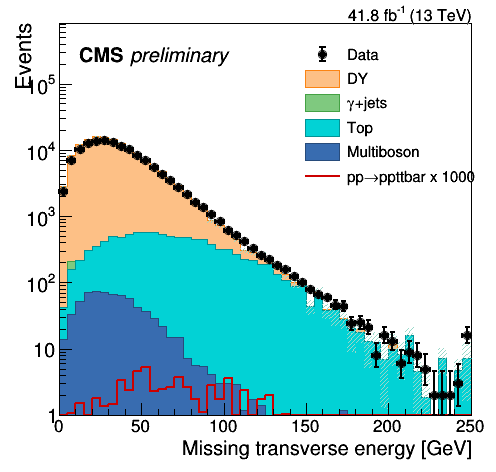 41.8 fb⁻¹ (13 TeV)
Events
CMS preliminary
Data
DY
γ+jets
Top
Multiboson
pp→ppttbar x 1000
10⁵
10⁴
10³
10²
10
1
0 50 100 150 200 250
Missing transverse energy [GeV]